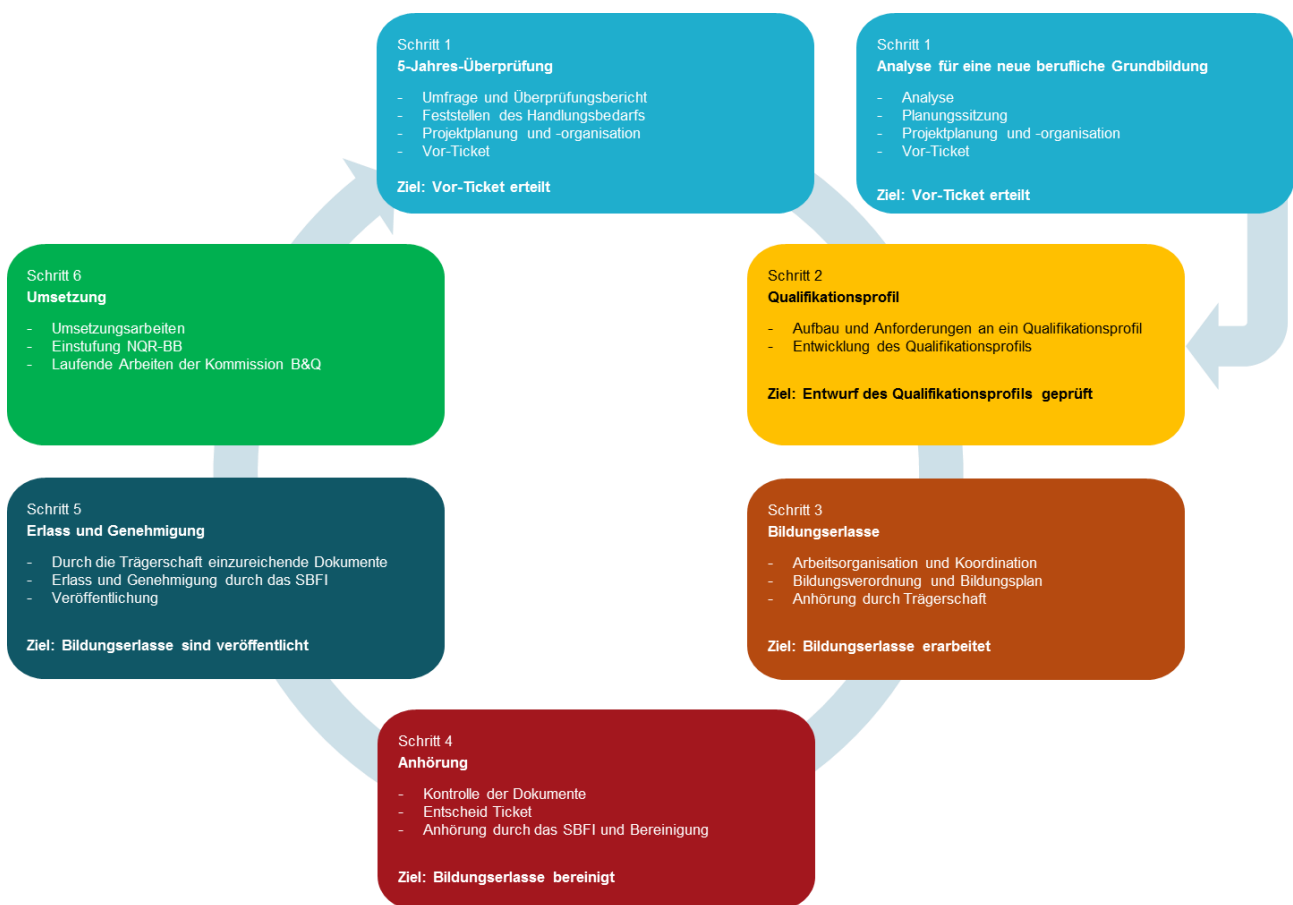 Schritt 1
5-Jahres-Überprüfung
- Umfrage und Überprüfungsbericht
- Feststellen des Handlungsbedarfs
- Projektplanung und -organisation
- Vor-Ticket
Ziel: Vor-Ticket erteilt
Schritt 1
Analyse für eine neue berufliche Grundbildung
- Analyse
- Planungssitzung
- Projektplanung und -organisation
- Vor-Ticket
Ziel: Vor-Ticket erteilt
Schritt 2
Qualifikationsprofil
- Aufbau und Anforderungen an ein Qualifikationsprofil
- Entwicklung des Qualifikationsprofils
Ziel: Entwurf des Qualifikationsprofils geprüft
Schritt 3
Bildungserlasse
- Arbeitsorganisation und Koordination
- Bildungsverordnung und Bildungsplan
- Anhörung durch Trägerschaft
Ziel: Bildungserlasse erarbeitet
Schritt 4
Anhörung
- Kontrolle der Dokumente
- Entscheid Ticket
- Anhörung durch das SBFI und Bereinigung
Ziel: Bildungserlasse bereinigt
Schritt 5
Erlass und Genehmigung
- Durch die Trägerschaft einzureichende Dokumente
- Erlass und Genehmigung durch das SBFI
- Veröffentlichung
Ziel: Bildungserlasse sind veröffentlicht
Schritt 6
Umsetzung
- Umsetzungsarbeiten
- Einstufung NQR-BB
- Laufende Arbeiten der Kommission B&Q